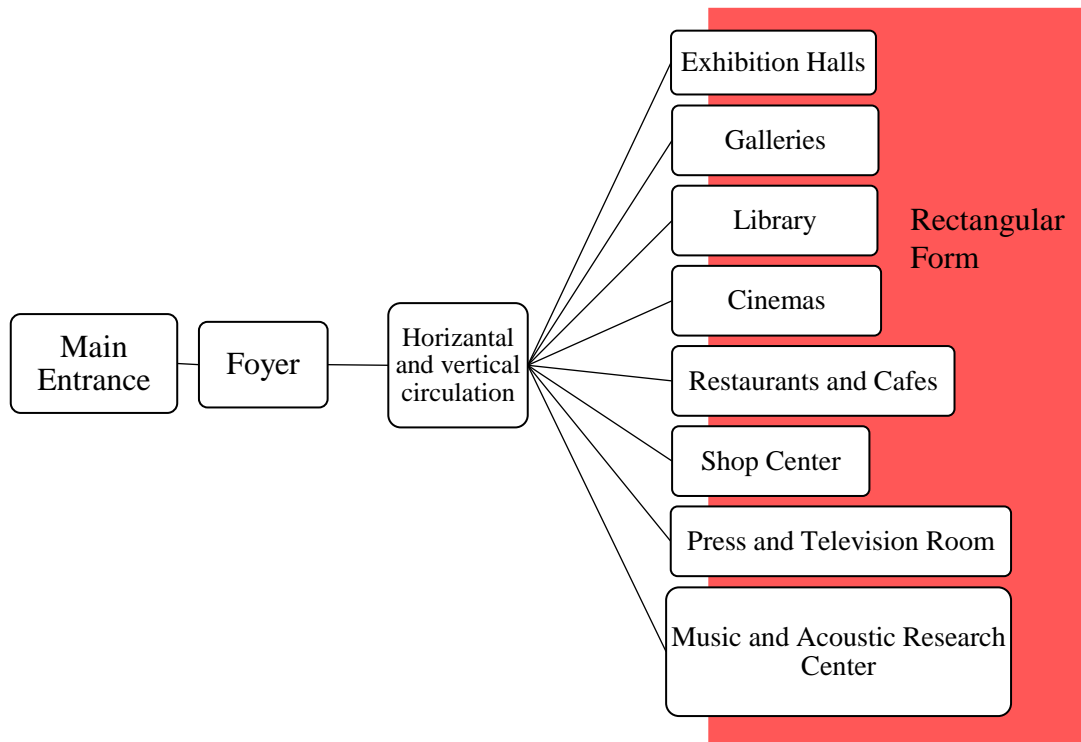 Main
Entrance
Foyer
Horizantal
and vertical
circulation
Exhibition Halls
Galleries
Library
Cinemas
Restaurants and Cafes
Shop Center
Press and Television Room
Music and Acoustic Research
Center
Rectangular
Form